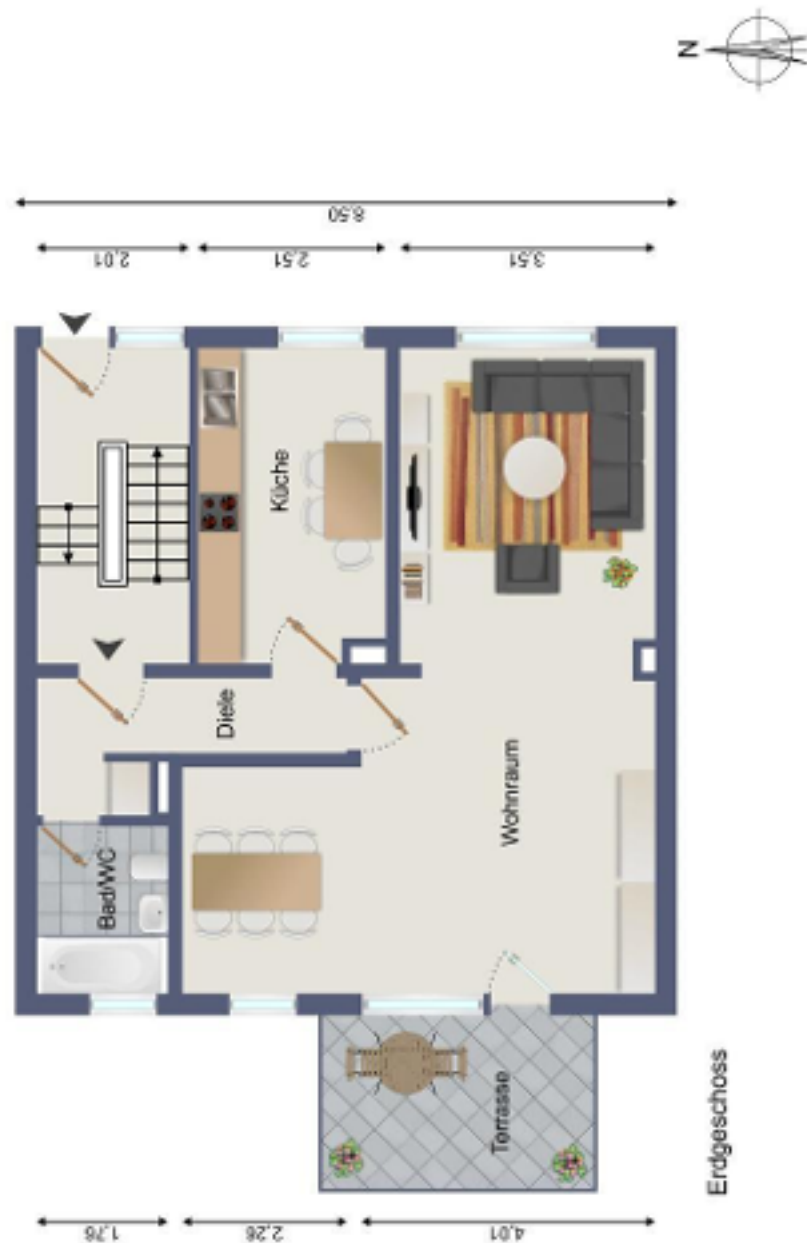 N
8,50
2,01
2,51
3,51
Küche
Diele
Wohnraum
Bad/WC
Terrasse
Erdgeschoss
1,76
2,26
4,01